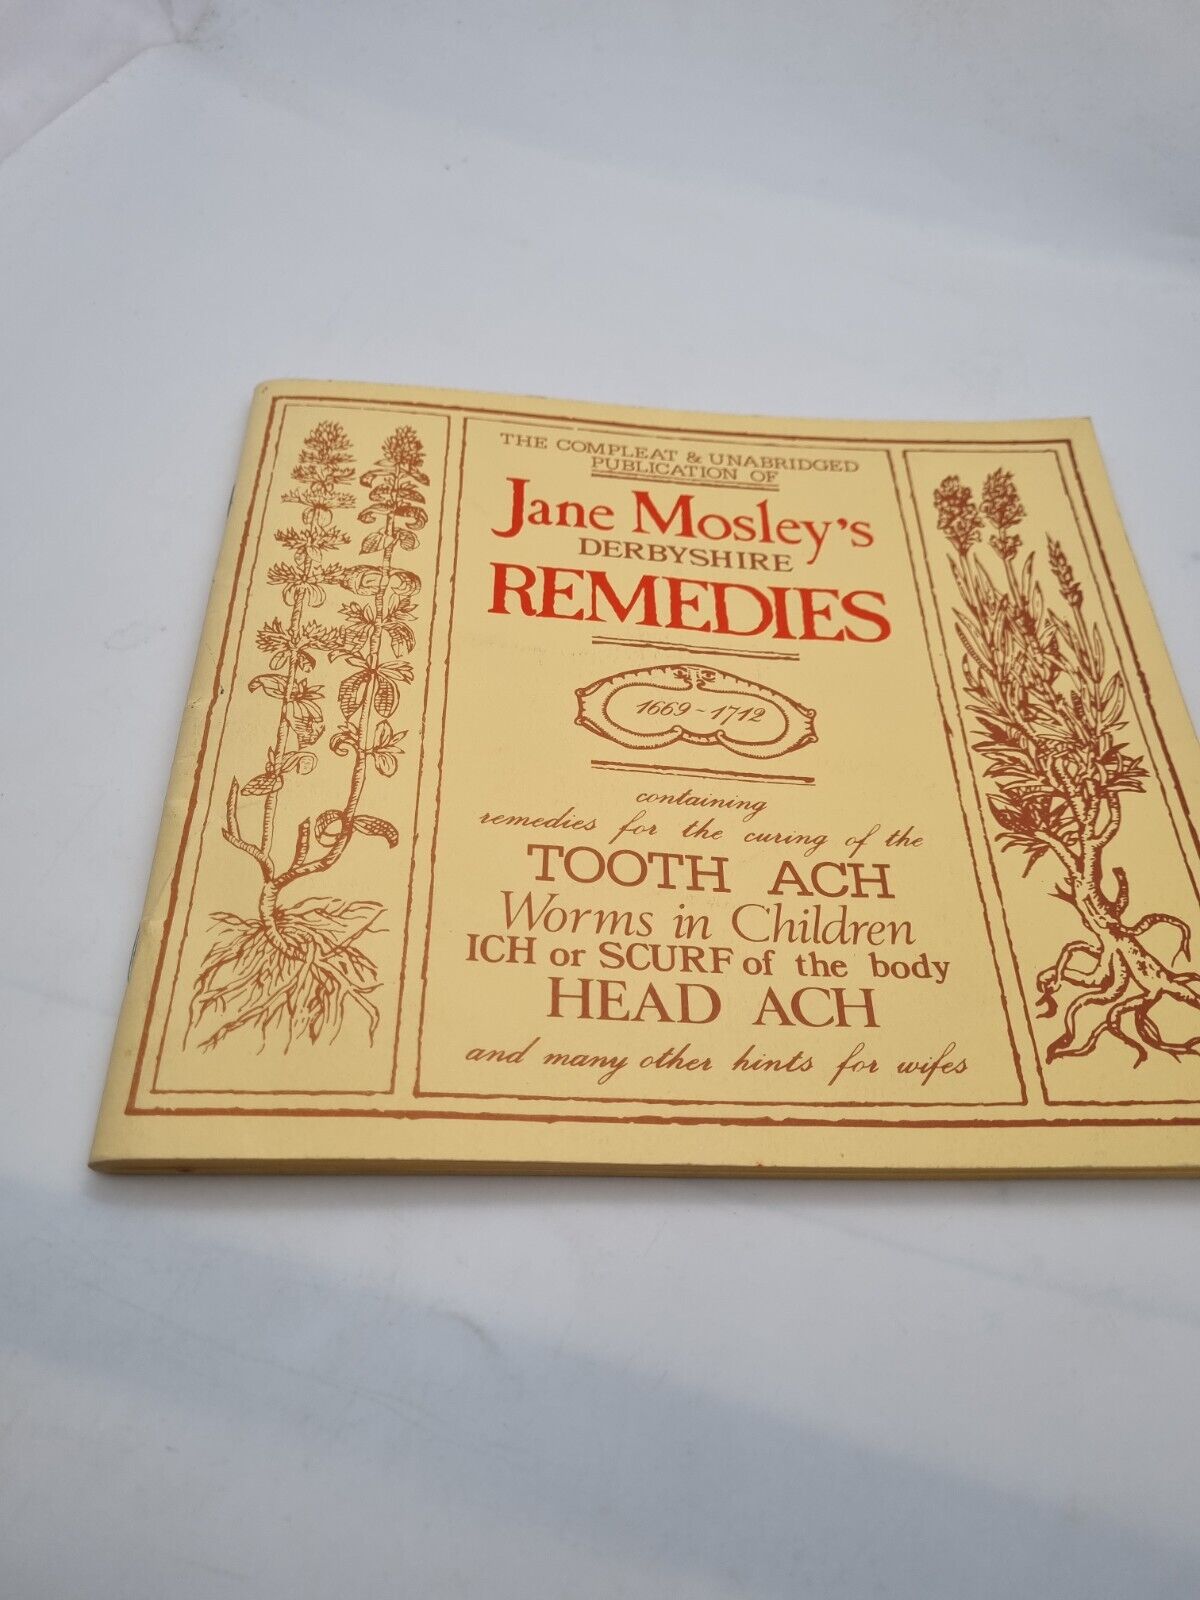 THE COMPLEAT & UNABRIDGED
PUBLICATION OF
Jane Mosley's
DERBYSHIRE
REMEDIES
1669-1712
containing
remedies for the curing of the
TOOTH ACH
Worms in Children
ICH or SCURF of the body
HEAD ACH
and many other hints for wifes